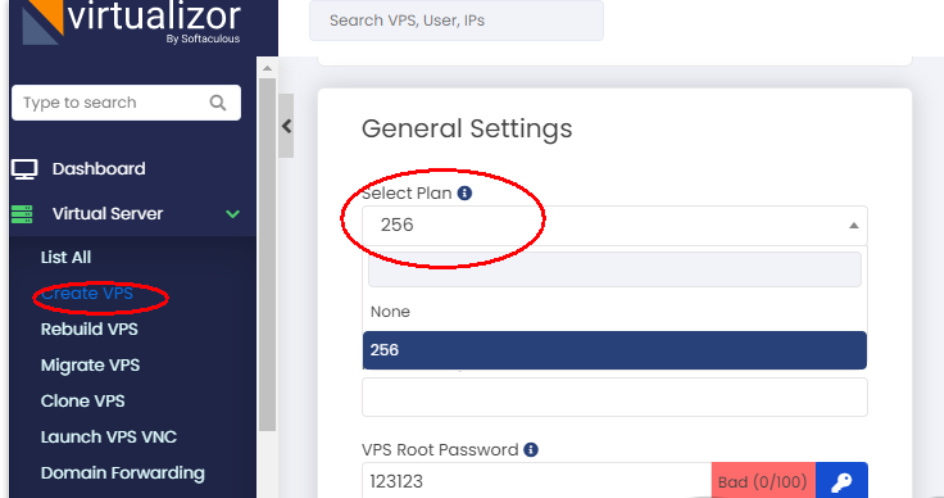 virtualizor
By Softaculous
Search VPS, User, IPs
Type to search
Dashboard
Virtual Server
List All
Create VPS
Rebuild VPS
Migrate VPS
Clone VPS
Launch VPS VNC
Domain Forwarding
General Settings
Select Plan
256
None
256
VPS Root Password
123123
Bad (0/100)